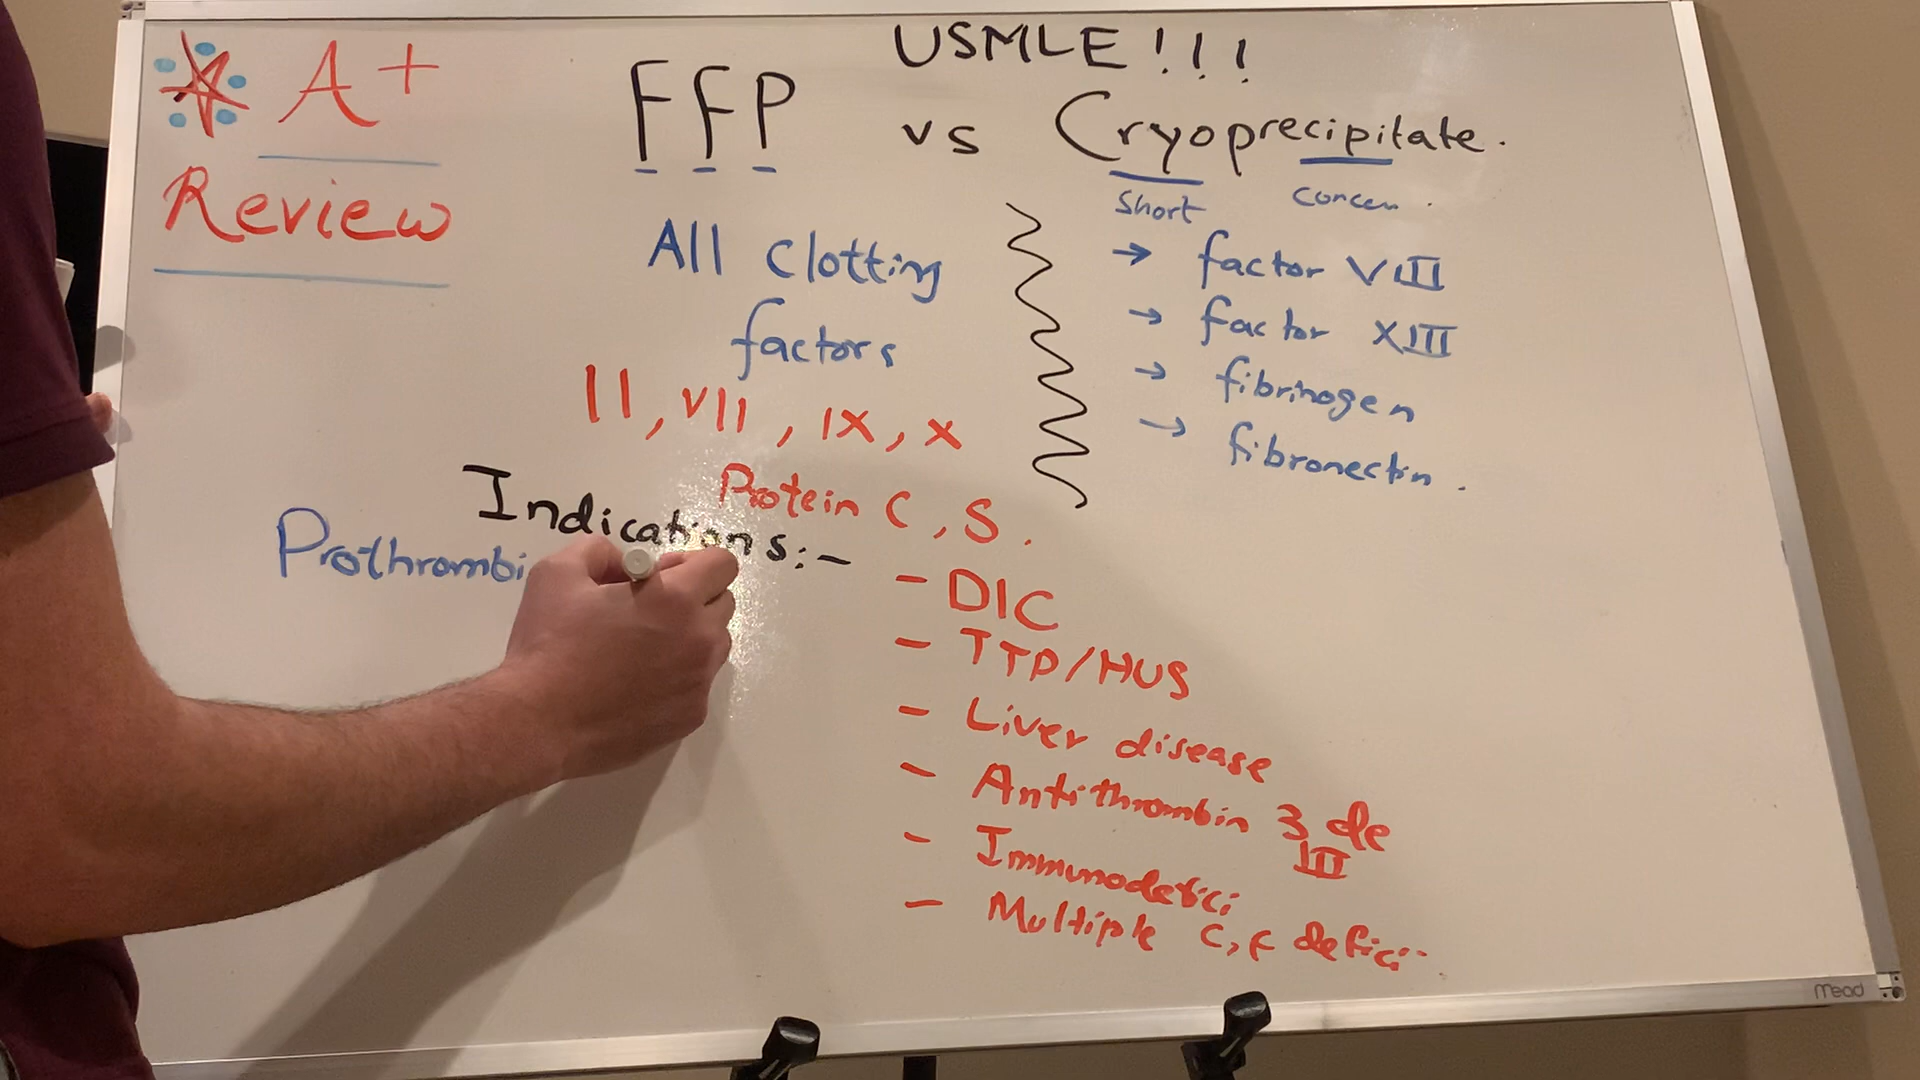 USMLE!!!
A+
Review
FFP vs Cryoprecipitate.
short concen.
All clotting
factors
II, VII, IX, X
Protein C, S.
→ factor VIII
→ factor XIII
→ fibrinogen
→ fibronectin.
Indications:-
Prothrombi
- DIC
- TTP/HUS
- Liver disease
- Antithrombin 3 de
III
- Immunodefici
- Multiple C,F defici..
Mead